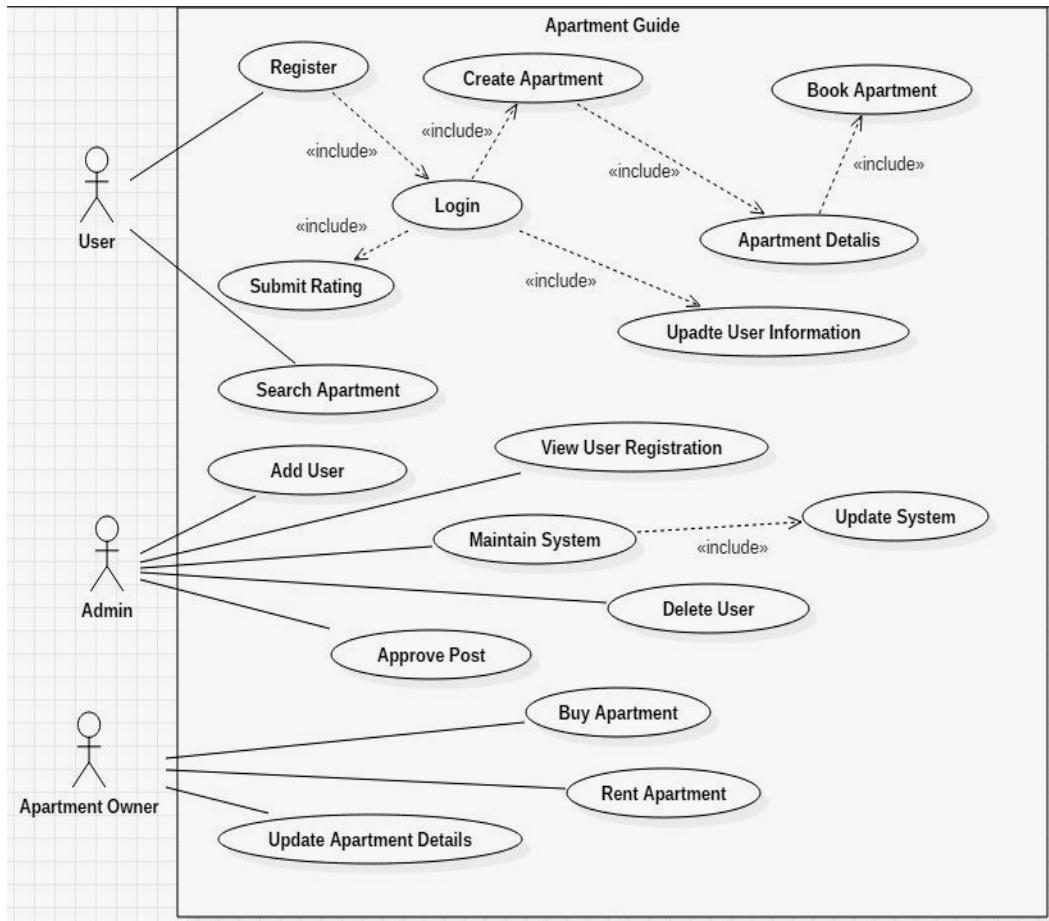 Apartment Guide
Register
Create Apartment
Book Apartment
«include»
«include»
«include»
«include»
Login
User
«include»
Apartment Detalis
Submit Rating
«include»
Upadte User Information
Search Apartment
View User Registration
Add User
Update System
Maintain System
«include»
Admin
Delete User
Approve Post
Buy Apartment
Rent Apartment
Apartment Owner
Update Apartment Details